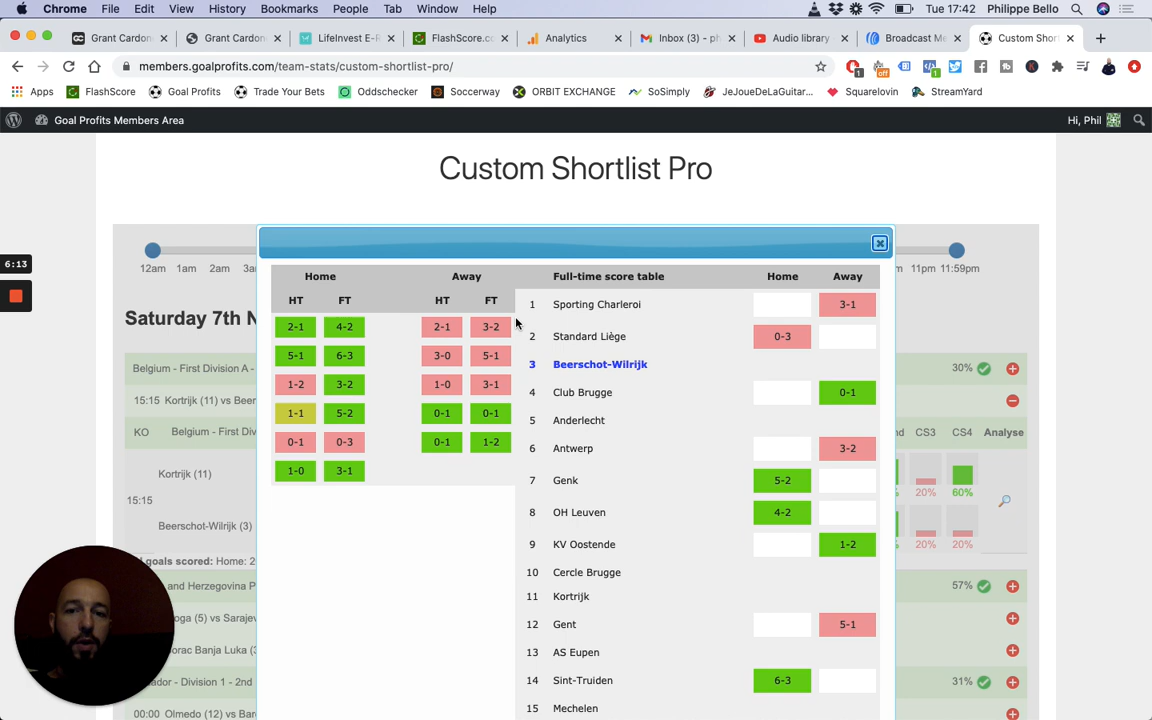 Chrome File Edit View History Bookmarks People Tab Window Help Tue 17:42 Philippe Bello
Grant Cardon Grant Cardon LifeInvest E-R FlashScore.co Analytics Inbox (3) - ph Audio library Broadcast Me Custom Shor
members.goalprofits.com/team-stats/custom-shortlist-pro/
Apps FlashScore Goal Profits Trade Your Bets Oddschecker Soccerway ORBIT EXCHANGE SoSimply JeJoueDeLaGuitar... Squarelovin StreamYard
Goal Profits Members Area Hi, Phil
Custom Shortlist Pro
12am 1am 2am 3a pm 11:59pm
6:13
Saturday 7th N
Belgium - First Division A - 30%
15:15 Kortrijk (11) vs Beer
KO Belgium - First Div nd CS3 CS4 Analyse
Kortrijk (11)
% 20% 60%
15:15
Beerschot-Wilrijk (3)
% 20% 20%
goals scored: Home: 2
and Herzegovina P 57%
oga (5) vs Sarajev
orac Banja Luka (3
ador - Division 1 - 2nd 31%
00:00 Olmedo (12) vs Bar
Home Away Full-time score table Home Away
HT FT HT FT
2-1 4-2 2-1 3-2
5-1 6-3 3-0 5-1
1-2 3-2 1-0 3-1
1-1 5-2 0-1 0-1
0-1 0-3 0-1 1-2
1-0 3-1
1 Sporting Charleroi 3-1
2 Standard Liège 0-3
3 Beerschot-Wilrijk
4 Club Brugge 0-1
5 Anderlecht
6 Antwerp 3-2
7 Genk 5-2
8 OH Leuven 4-2
9 KV Oostende 1-2
10 Cercle Brugge
11 Kortrijk
12 Gent 5-1
13 AS Eupen
14 Sint-Truiden 6-3
15 Mechelen